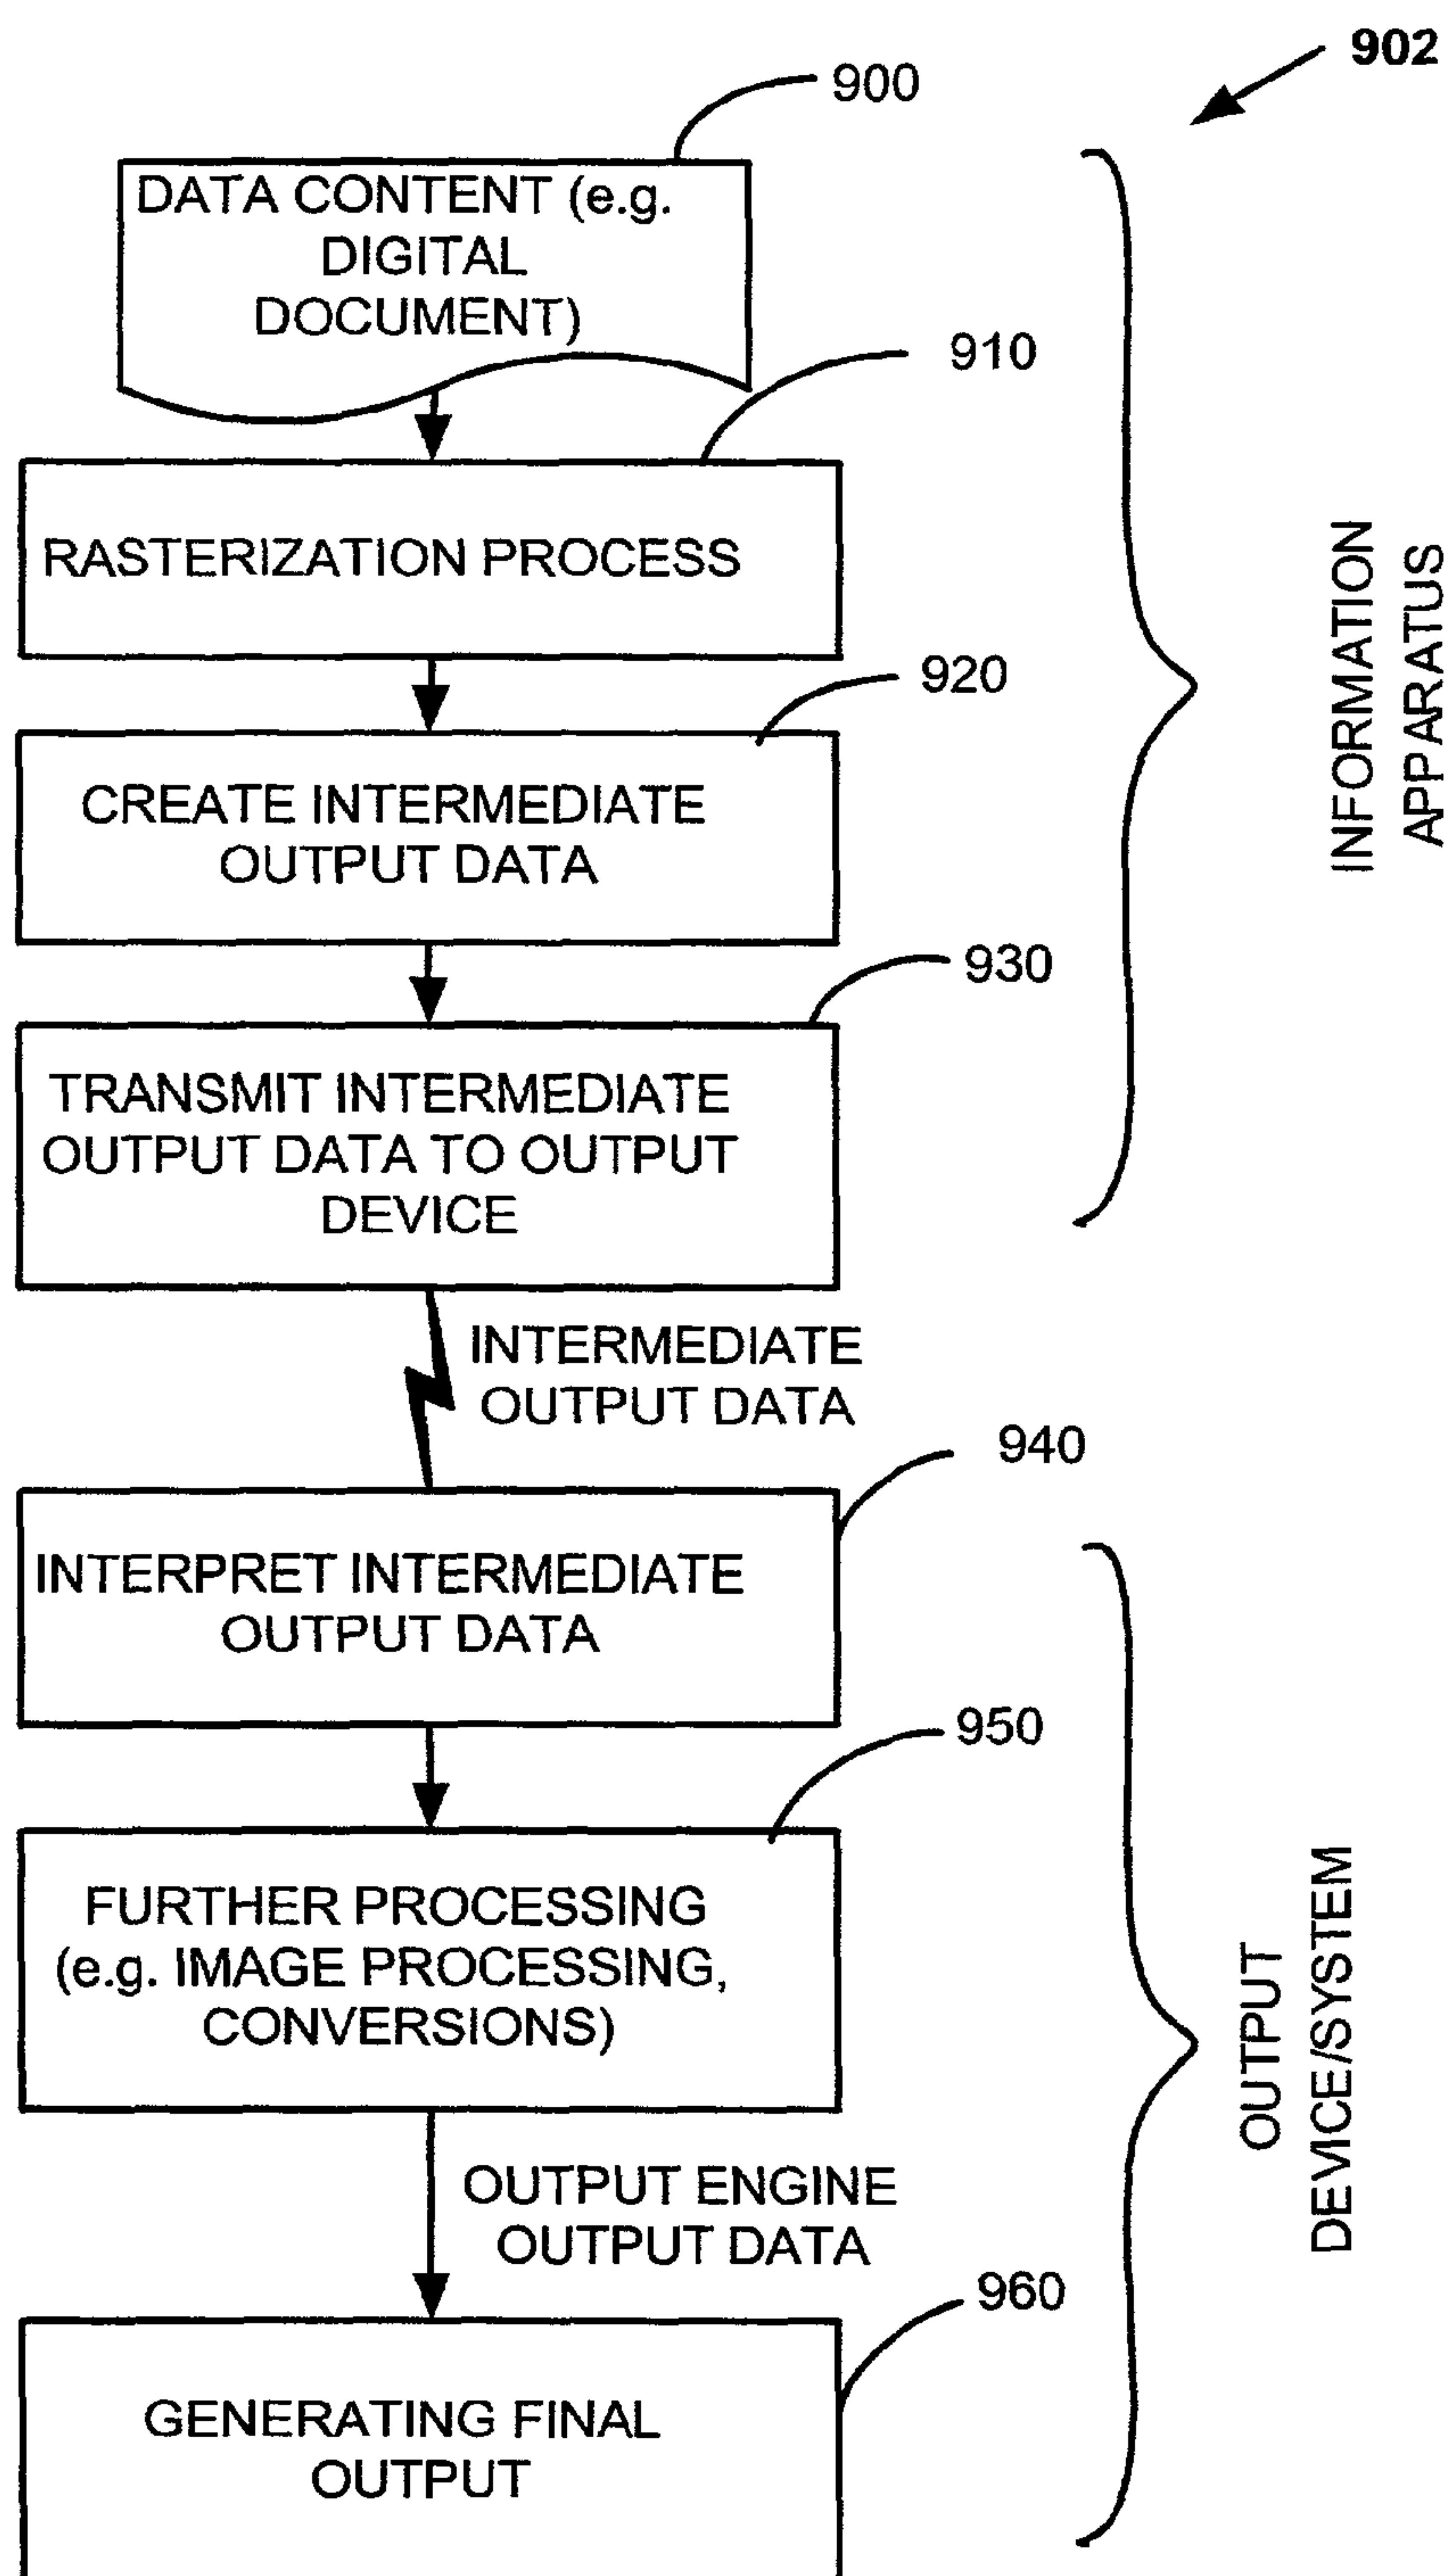 902
900
DATA CONTENT (e.g.
DIGITAL
DOCUMENT)
910
RASTERIZATION PROCESS
920
CREATE INTERMEDIATE
OUTPUT DATA
930
TRANSMIT INTERMEDIATE
OUTPUT DATA TO OUTPUT
DEVICE
INFORMATION
APPARATUS
INTERMEDIATE
OUTPUT DATA
940
INTERPRET INTERMEDIATE
OUTPUT DATA
950
FURTHER PROCESSING
(e.g. IMAGE PROCESSING,
CONVERSIONS)
OUTPUT ENGINE
OUTPUT DATA
960
GENERATING FINAL
OUTPUT
OUTPUT
DEVICE/SYSTEM